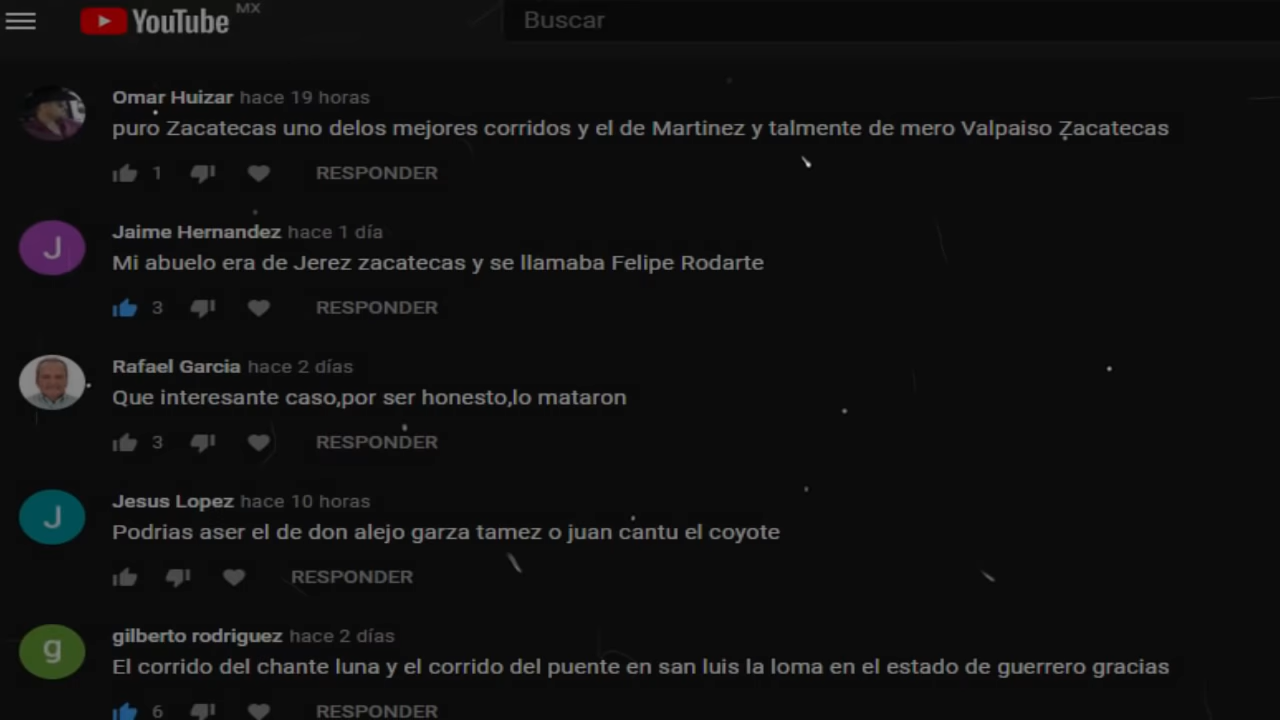 YouTube MX
Buscar
Omar Huizar hace 19 horas
puro Zacatecas uno delos mejores corridos y el de Martinez y talmente de mero Valpaiso Zacatecas
1 RESPONDER
J
Jaime Hernandez hace 1 día
Mi abuelo era de Jerez zacatecas y se llamaba Felipe Rodarte
3 RESPONDER
Rafael Garcia hace 2 días
Que interesante caso,por ser honesto,lo mataron
3 RESPONDER
J
Jesus Lopez hace 10 horas
Podrias aser el de don alejo garza tamez o juan cantu el coyote
RESPONDER
g
gilberto rodriguez hace 2 días
El corrido del chante luna y el corrido del puente en san luis la loma en el estado de guerrero gracias
6 RESPONDER